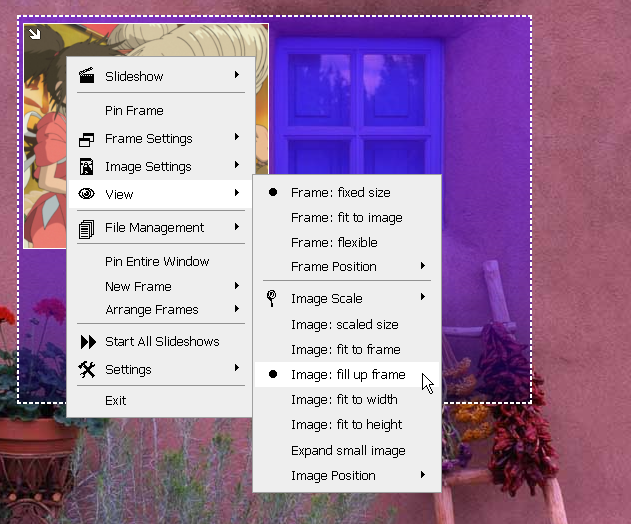 Slideshow
Pin Frame
Frame Settings
Image Settings
View
File Management
Pin Entire Window
New Frame
Arrange Frames
Start All Slideshows
Settings
Exit
Frame: fixed size
Frame: fit to image
Frame: flexible
Frame Position
Image Scale
Image: scaled size
Image: fit to frame
Image: fill up frame
Image: fit to width
Image: fit to height
Expand small image
Image Position